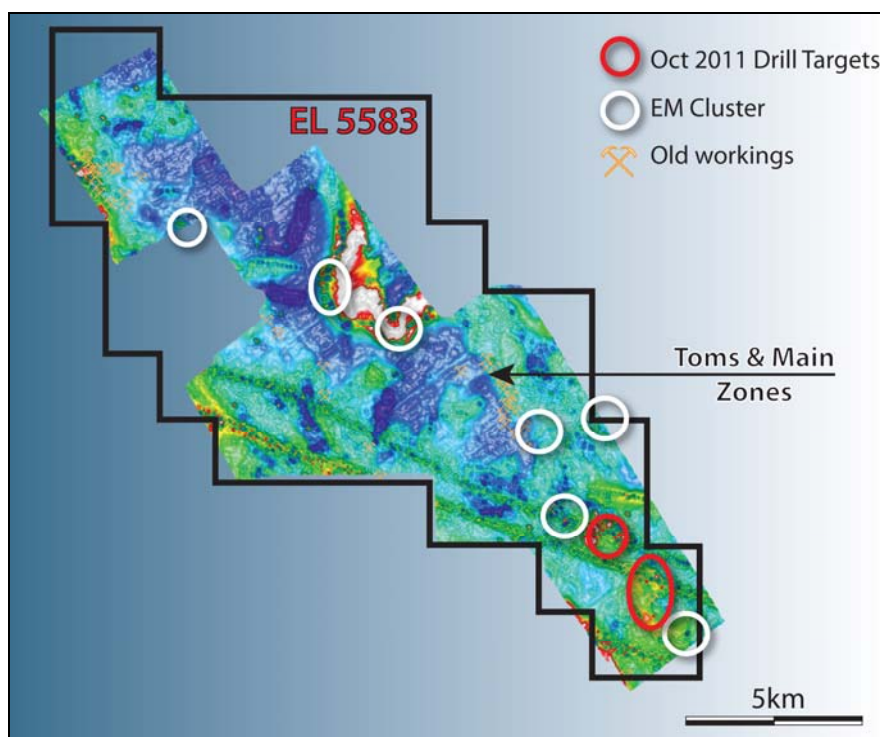 Oct 2011 Drill Targets
EM Cluster
Old workings
EL 5583
Toms & Main
Zones
5km